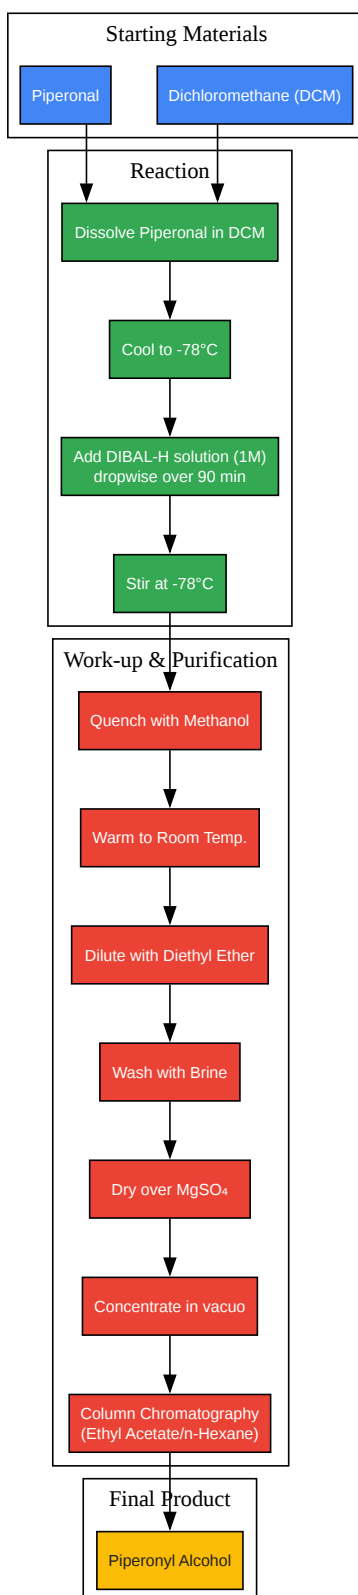 Starting Materials
Piperonal
Dichloromethane (DCM)
Reaction
Dissolve Piperonal in DCM
Cool to -78°C
Add DIBAL-H solution (1M)
dropwise over 90 min
Stir at -78°C
Work-up & Purification
Quench with Methanol
Warm to Room Temp.
Dilute with Diethyl Ether
Wash with Brine
Dry over MgSO₄
Concentrate in vacuo
Column Chromatography
(Ethyl Acetate/n-Hexane)
Final Product
Piperonyl Alcohol